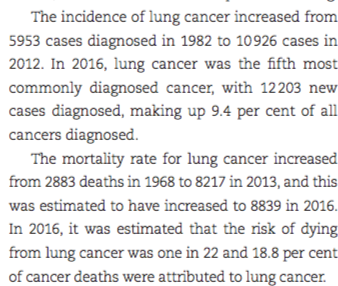 The incidence of lung cancer increased from
5953 cases diagnosed in 1982 to 10926 cases in
2012. In 2016, lung cancer was the fifth most
commonly diagnosed cancer, with 12203 new
cases diagnosed, making up 9.4 per cent of all
cancers diagnosed.
The mortality rate for lung cancer increased
from 2883 deaths in 1968 to 8217 in 2013, and this
was estimated to have increased to 8839 in 2016.
In 2016, it was estimated that the risk of dying
from lung cancer was one in 22 and 18.8 per cent
of cancer deaths were attributed to lung cancer.